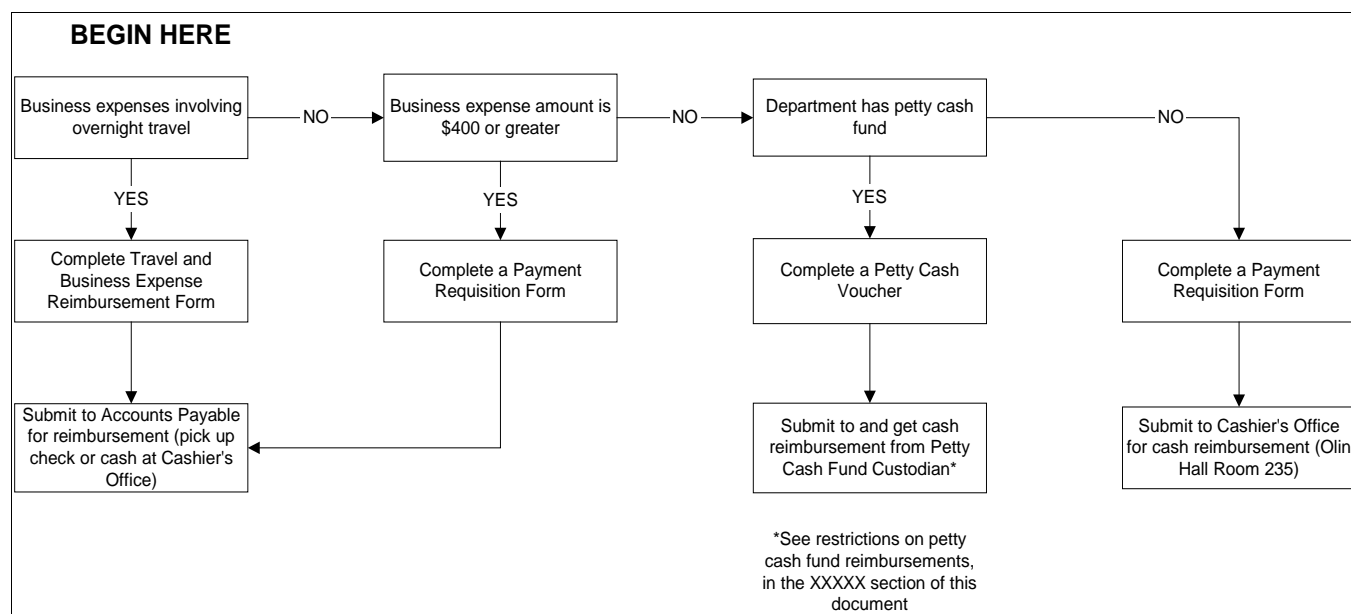 BEGIN HERE
Business expenses involving
overnight travel
NO
Business expense amount is
$400 or greater
NO
Department has petty cash
fund
NO
YES
YES
YES
Complete Travel and
Business Expense
Reimbursement Form
Complete a Payment
Requisition Form
Complete a Petty Cash
Voucher
Complete a Payment
Requisition Form
Submit to Accounts Payable
for reimbursement (pick up
check or cash at Cashier's
Office)
Submit to and get cash
reimbursement from Petty
Cash Fund Custodian*
Submit to Cashier's Office
for cash reimbursement (Olin
Hall Room 235)
*See restrictions on petty
cash fund reimbursements,
in the XXXXX section of this
document